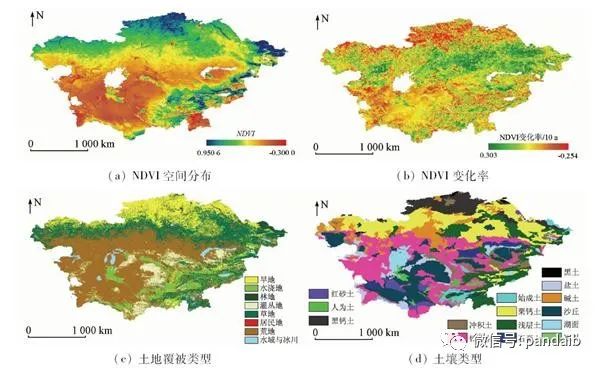 N
NDVI
0 1 000 km
0.950 6 -0.300 0
(a) NDVI 空间分布
N
NDVI变化率/10 a
0 1 000 km
0.303 -0.254
(b) NDVI 变化率
N
旱地
水浇地
林地
灌丛地
草地
居民地
荒地
水域与冰川
0 1 000 km
(c) 土地覆被类型
N
红砂土
人为土
黑钙土
冲积土
始成土
栗钙土
浅层土
黑土
盐土
碱土
沙丘
湖面
0 1 000 km
(d) 土壤类型
微信号: pandaib